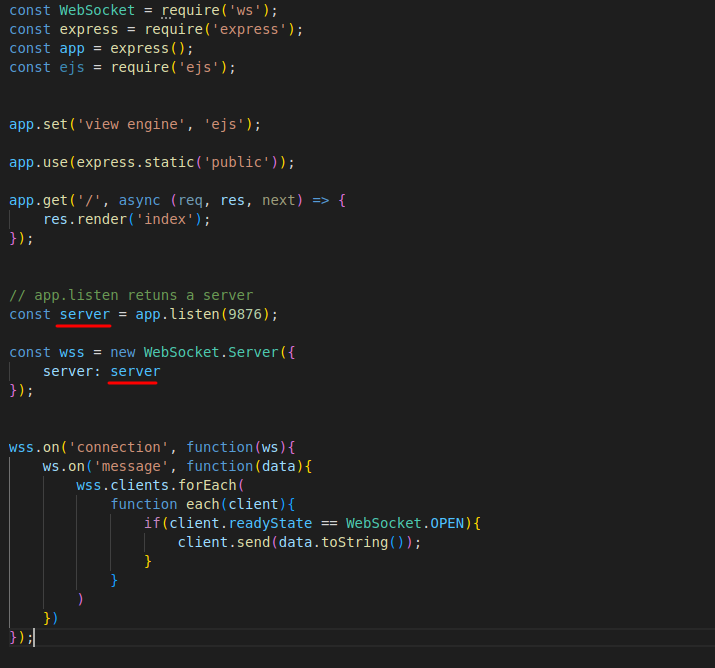 const WebSocket = require('ws');
const express = require('express');
const app = express();
const ejs = require('ejs');
app.set('view engine', 'ejs');
app.use(express.static('public'));
app.get('/', async (req, res, next) => {
res.render('index');
});
// app.listen retuns a server
const server = app.listen(9876);
const wss = new WebSocket.Server({
server: server
});
wss.on('connection', function(ws){
ws.on('message', function(data){
wss.clients.forEach(
function each(client){
if(client.readyState == WebSocket.OPEN){
client.send(data.toString());
}
}
)
})
});